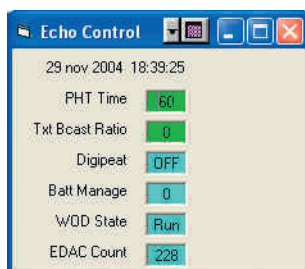 Echo Control
29 nov 2004 18:39:25
PHT Time 60
Txt Bcast Ratio 0
Digipeat OFF
Batt Manage 0
WOD State Run
EDAC Count 228